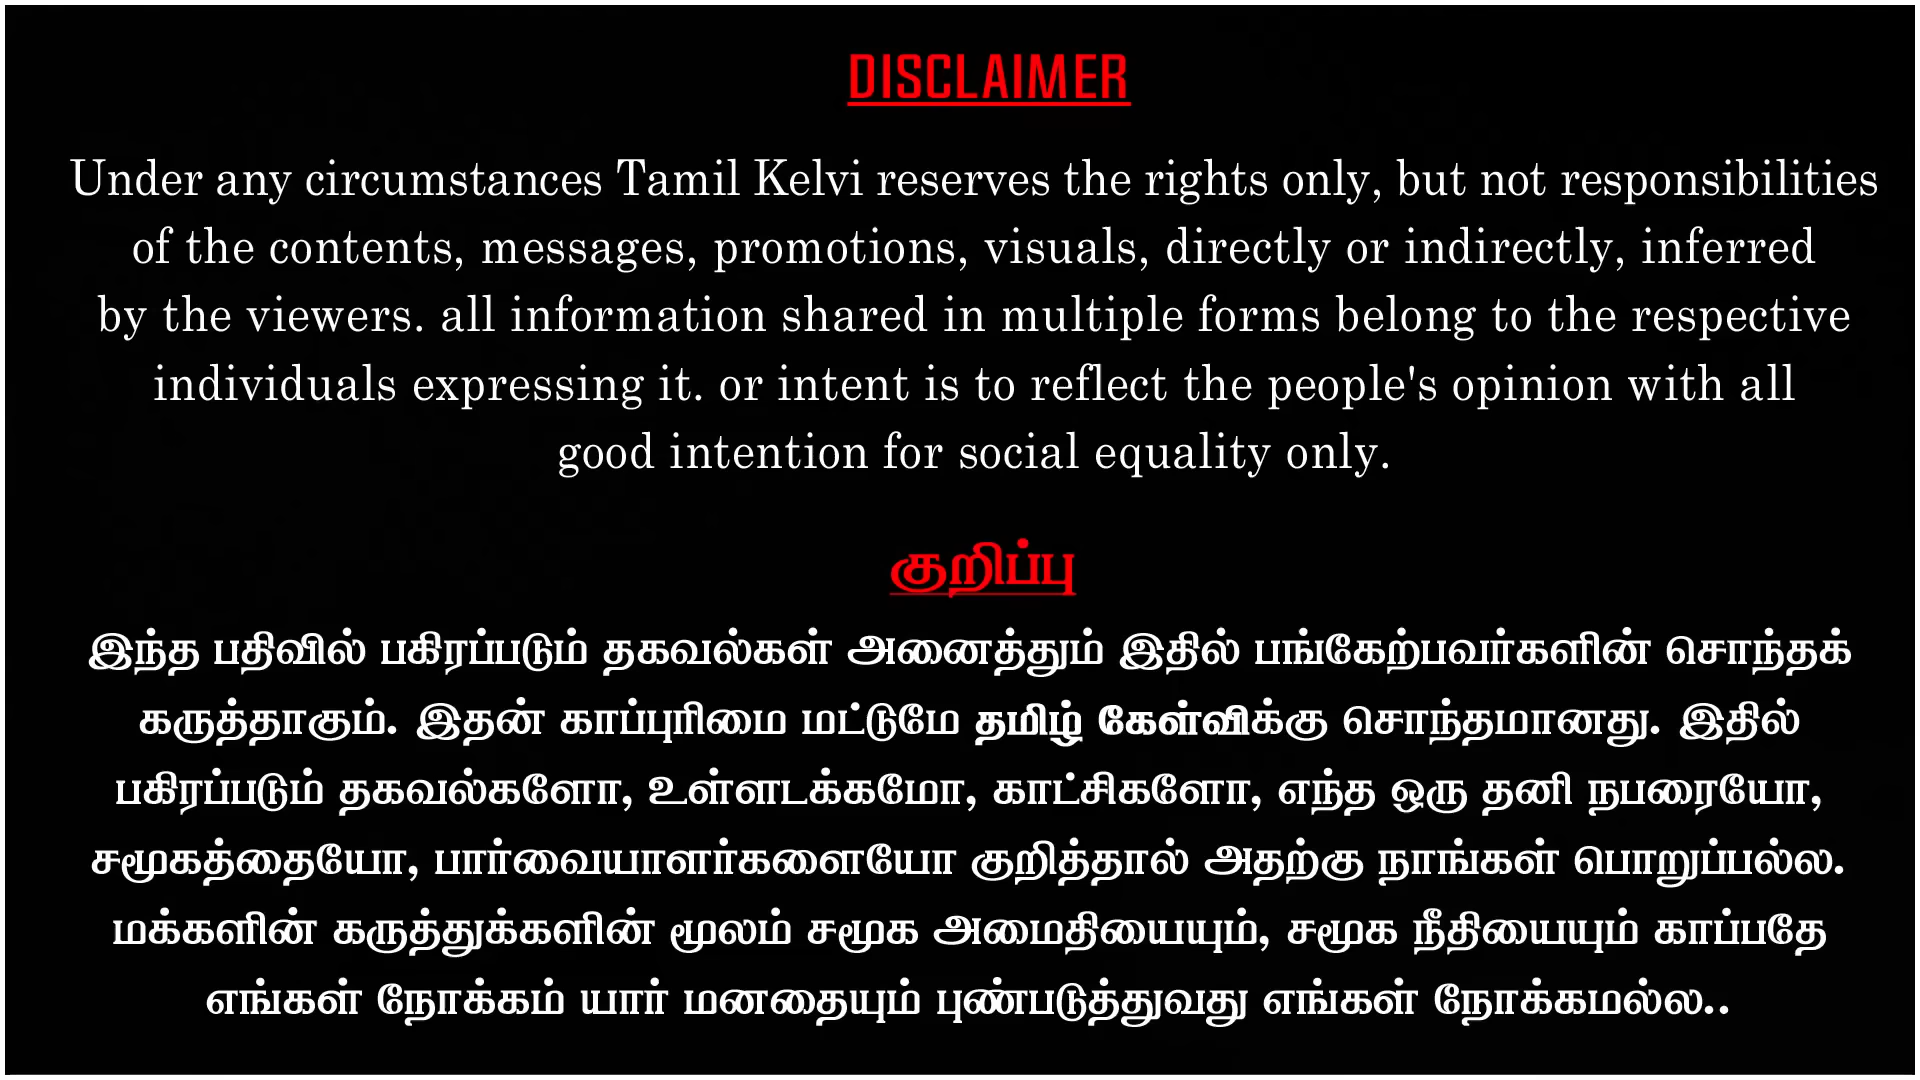 DISCLAIMER
Under any circumstances Tamil Kelvi reserves the rights only, but not responsibilities
of the contents, messages, promotions, visuals, directly or indirectly, inferred
by the viewers. all information shared in multiple forms belong to the respective
individuals expressing it. or intent is to reflect the people's opinion with all
good intention for social equality only.
குறிப்பு
இந்த பதிவில் பகிரப்படும் தகவல்கள் அனைத்தும் இதில் பங்கேற்பவர்களின் சொந்தக்
கருத்தாகும். இதன் காப்புரிமை மட்டுமே தமிழ் கேள்விக்கு சொந்தமானது. இதில்
பகிரப்படும் தகவல்களோ, உள்ளடக்கமோ, காட்சிகளோ, எந்த ஒரு தனி நபரையோ,
சமூகத்தையோ, பார்வையாளர்களையோ குறித்தால் அதற்கு நாங்கள் பொறுப்பல்ல.
மக்களின் கருத்துக்களின் மூலம் சமூக அமைதியையும், சமூக நீதியையும் காப்பதே
எங்கள் நோக்கம் யார் மனதையும் புண்படுத்துவது எங்கள் நோக்கமல்ல..